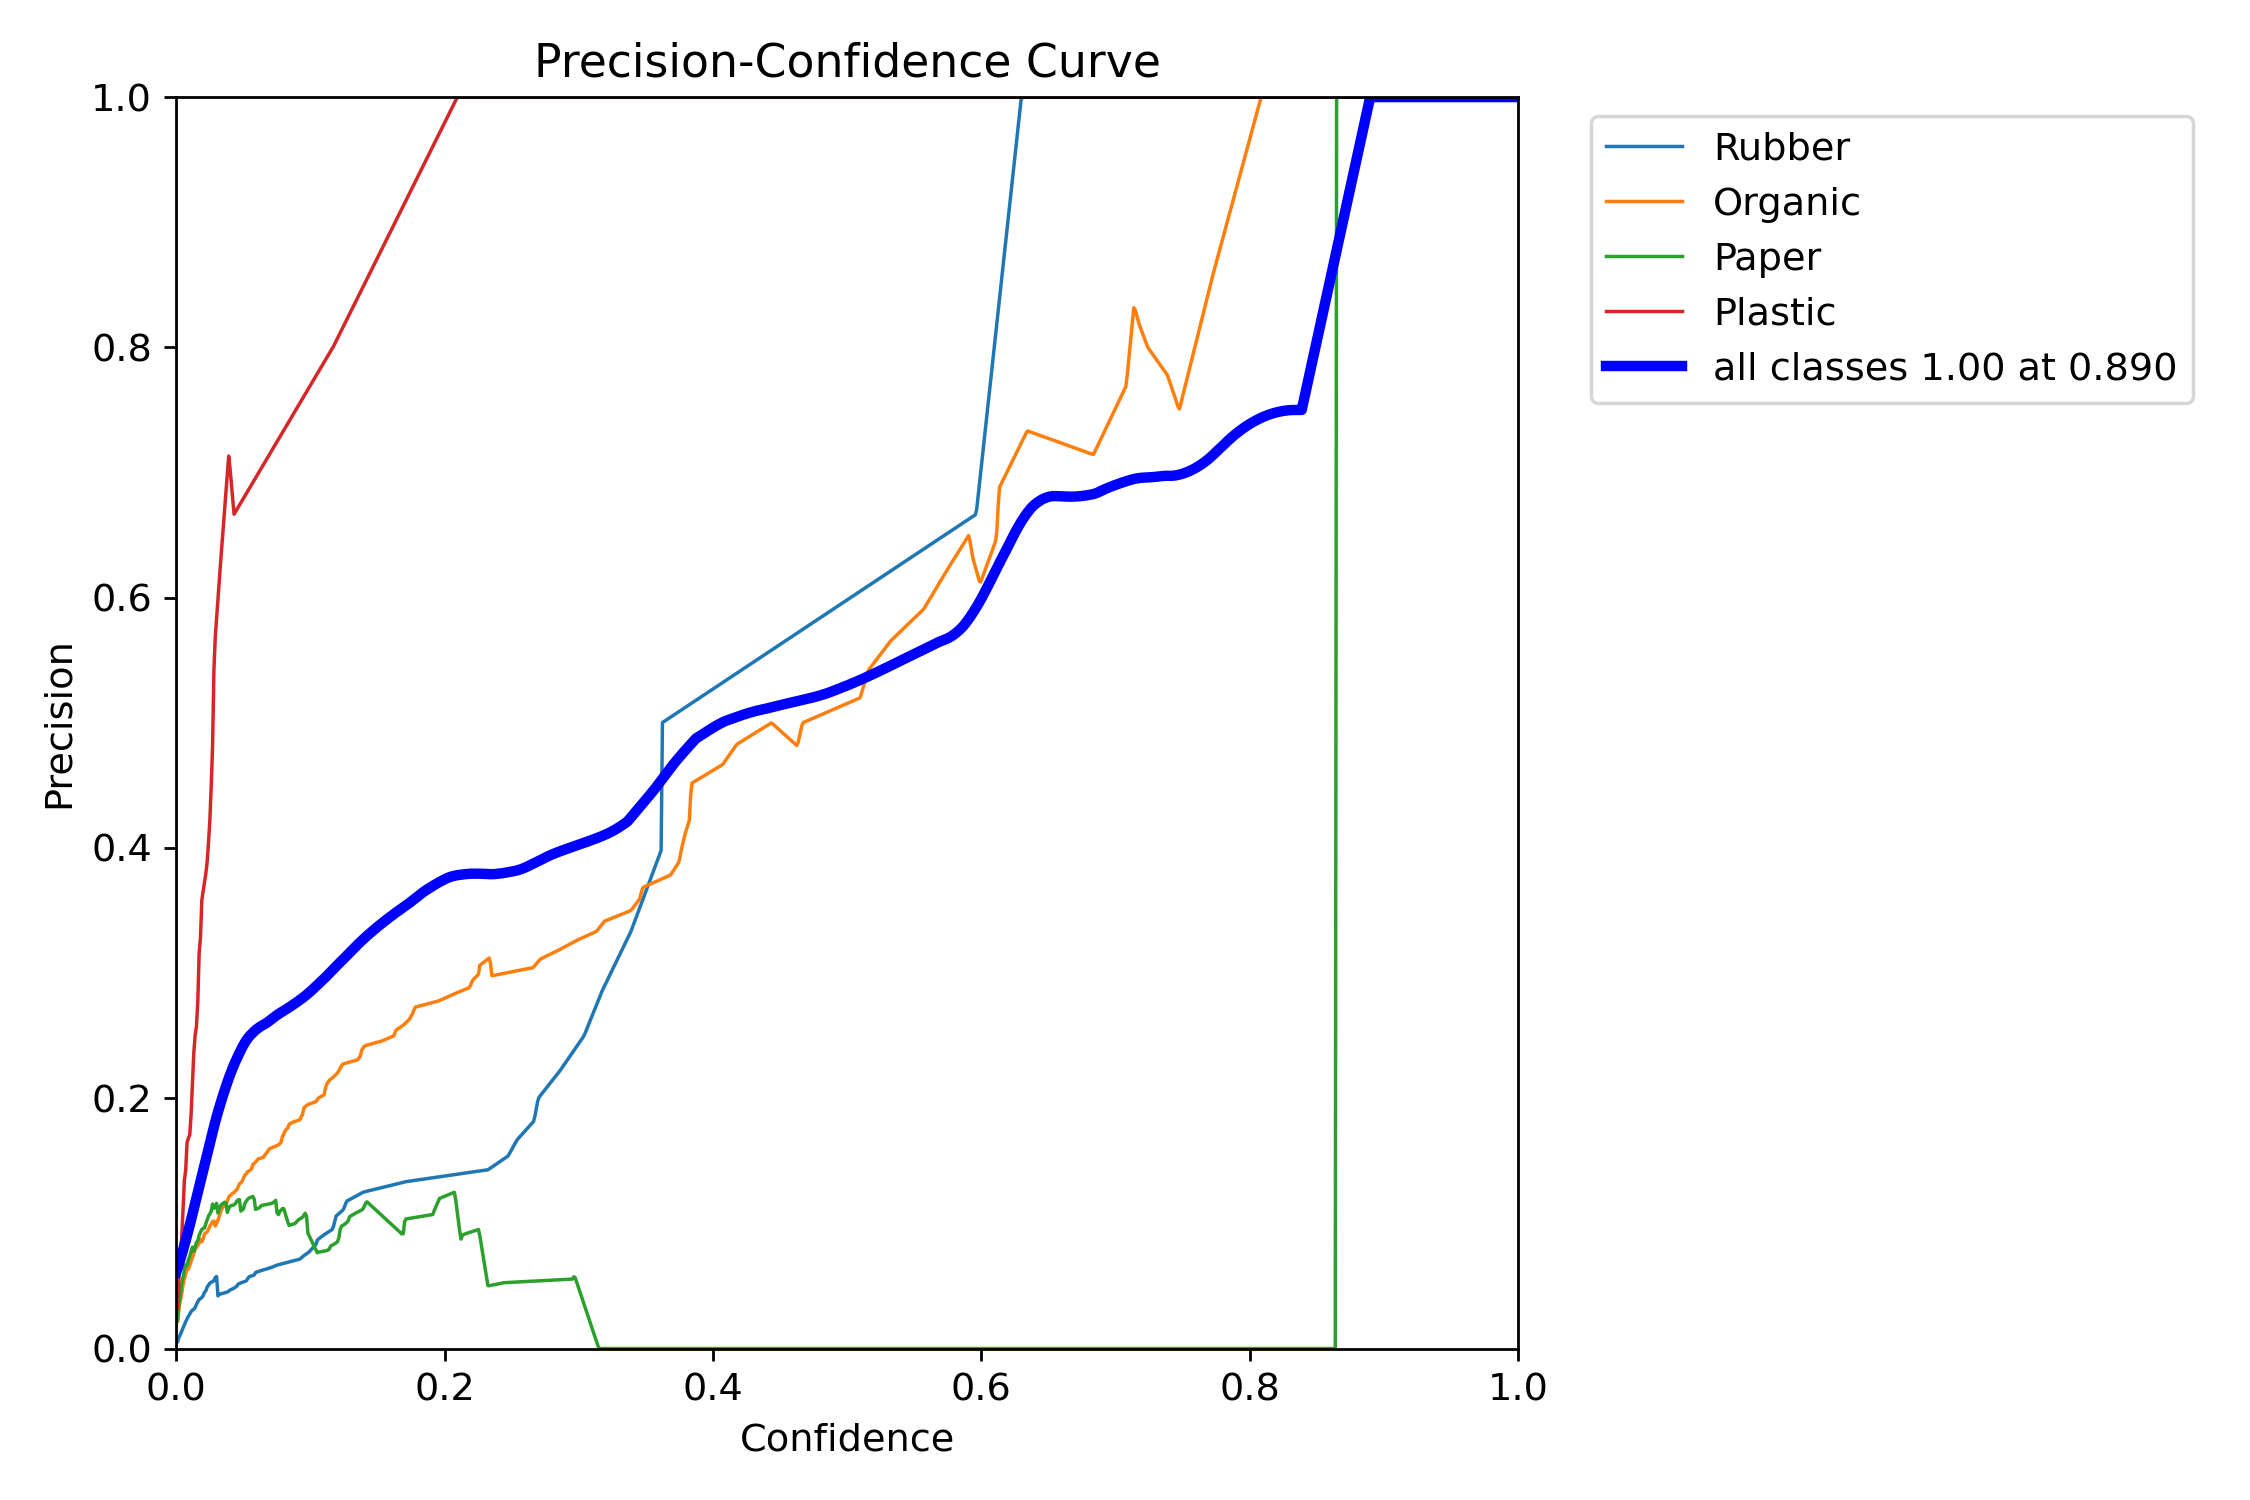 Precision-Confidence Curve
1.0
0.8
0.6
0.4
0.2
0.0
Precision
0.0 0.2 0.4 0.6 0.8 1.0
Confidence
Rubber
Organic
Paper
Plastic
all classes 1.00 at 0.890